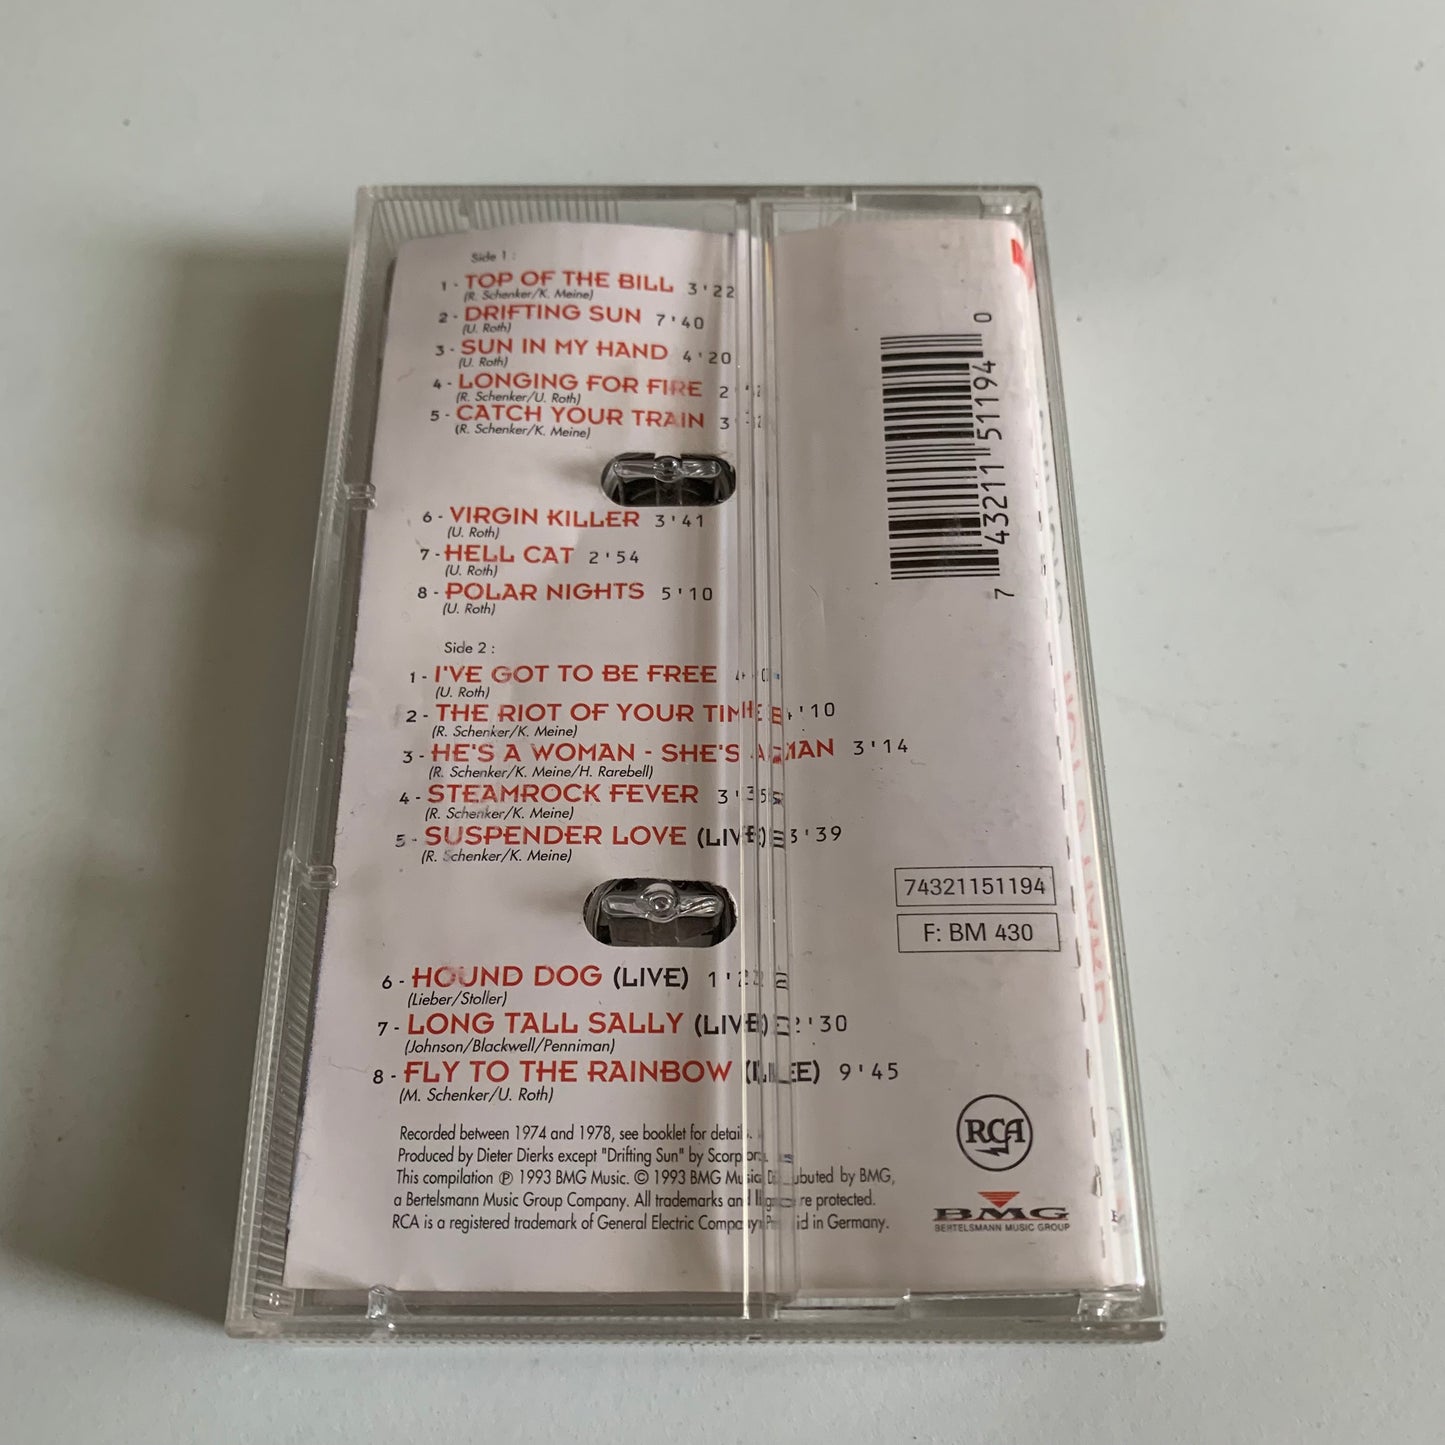 Side 1 :
1 - TOP OF THE BILL 3'22
(R. Schenker/K. Meine)
2 - DRIFTING SUN 7'40
(U. Roth)
3 - SUN IN MY HAND 4'20
(U. Roth)
4 - LONGING FOR FIRE
(R. Schenker/U. Roth)
5 - CATCH YOUR TRAIN
(R. Schenker/K. Meine)
6 - VIRGIN KILLER 3'41
(U. Roth)
7 - HELL CAT 2'54
(U. Roth)
8 - POLAR NIGHTS 5'10
(U. Roth)
Side 2 :
1 - I'VE GOT TO BE FREE
(U. Roth)
2 - THE RIOT OF YOUR TIME 4'10
(R. Schenker/K. Meine)
3 - HE'S A WOMAN - SHE'S A MAN 3'14
(R. Schenker/K. Meine/H. Rarebell)
4 - STEAMROCK FEVER 3'35
(R. Schenker/K. Meine)
5 - SUSPENDER LOVE (LIVE) 3'39
(R. Schenker/K. Meine)
6 - HOUND DOG (LIVE)
(Lieber/Stoller)
7 - LONG TALL SALLY (LIVE) 2'30
(Johnson/Blackwell/Penniman)
8 - FLY TO THE RAINBOW (LIVE) 9'45
(M. Schenker/U. Roth)
Recorded between 1974 and 1978, see booklet for details.
Produced by Dieter Dierks except "Drifting Sun" by Scorpions.
This compilation ℗ 1993 BMG Music. © 1993 BMG Music. Distributed by BMG,
a Bertelsmann Music Group Company. All trademarks and logos are protected.
RCA is a registered trademark of General Electric Company. Printed in Germany.
7 43211 51194 0
74321151194
F: BM 430
RCA
BMG
BERTELSMANN MUSIC GROUP